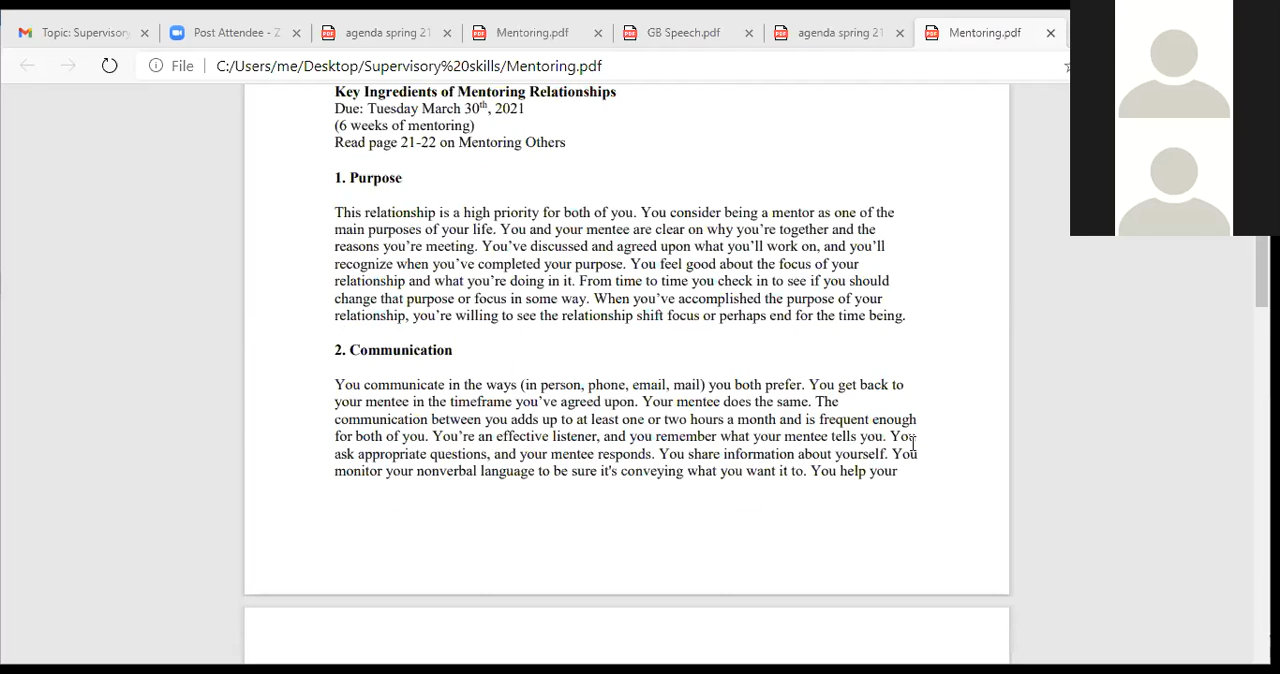 Topic: Supervisory
Post Attendee - Z
agenda spring 21
Mentoring.pdf
GB Speech.pdf
agenda spring 21
Mentoring.pdf
File
C:/Users/me/Desktop/Supervisory%20skills/Mentoring.pdf
Key Ingredients of Mentoring Relationships
Due: Tuesday March 30th, 2021
(6 weeks of mentoring)
Read page 21-22 on Mentoring Others
1. Purpose
This relationship is a high priority for both of you. You consider being a mentor as one of the
main purposes of your life. You and your mentee are clear on why you’re together and the
reasons you’re meeting. You’ve discussed and agreed upon what you’ll work on, and you’ll
recognize when you’ve completed your purpose. You feel good about the focus of your
relationship and what you’re doing in it. From time to time you check in to see if you should
change that purpose or focus in some way. When you’ve accomplished the purpose of your
relationship, you’re willing to see the relationship shift focus or perhaps end for the time being.
2. Communication
You communicate in the ways (in person, phone, email, mail) you both prefer. You get back to
your mentee in the timeframe you’ve agreed upon. Your mentee does the same. The
communication between you adds up to at least one or two hours a month and is frequent enough
for both of you. You’re an effective listener, and you remember what your mentee tells you. You
ask appropriate questions, and your mentee responds. You share information about yourself. You
monitor your nonverbal language to be sure it's conveying what you want it to. You help your